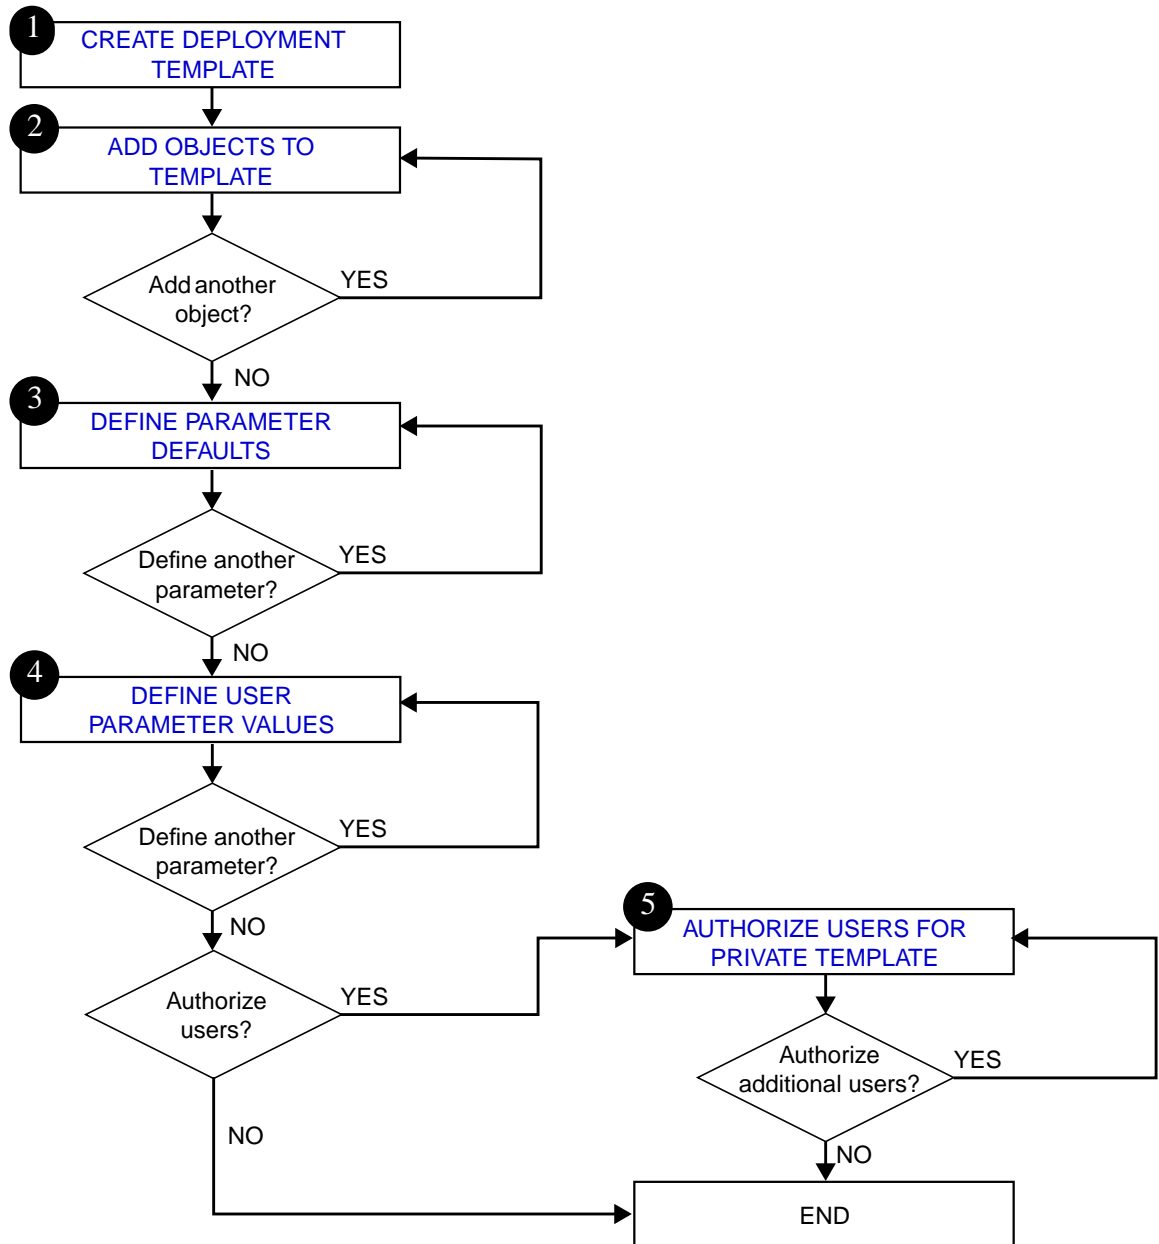 1
CREATE DEPLOYMENT
TEMPLATE
2
ADD OBJECTS TO
TEMPLATE
Add another
object?
YES
NO
3
DEFINE PARAMETER
DEFAULTS
Define another
parameter?
YES
NO
4
DEFINE USER
PARAMETER VALUES
Define another
parameter?
YES
NO
Authorize
users?
YES
NO
5
AUTHORIZE USERS FOR
PRIVATE TEMPLATE
Authorize
additional users?
YES
NO
END